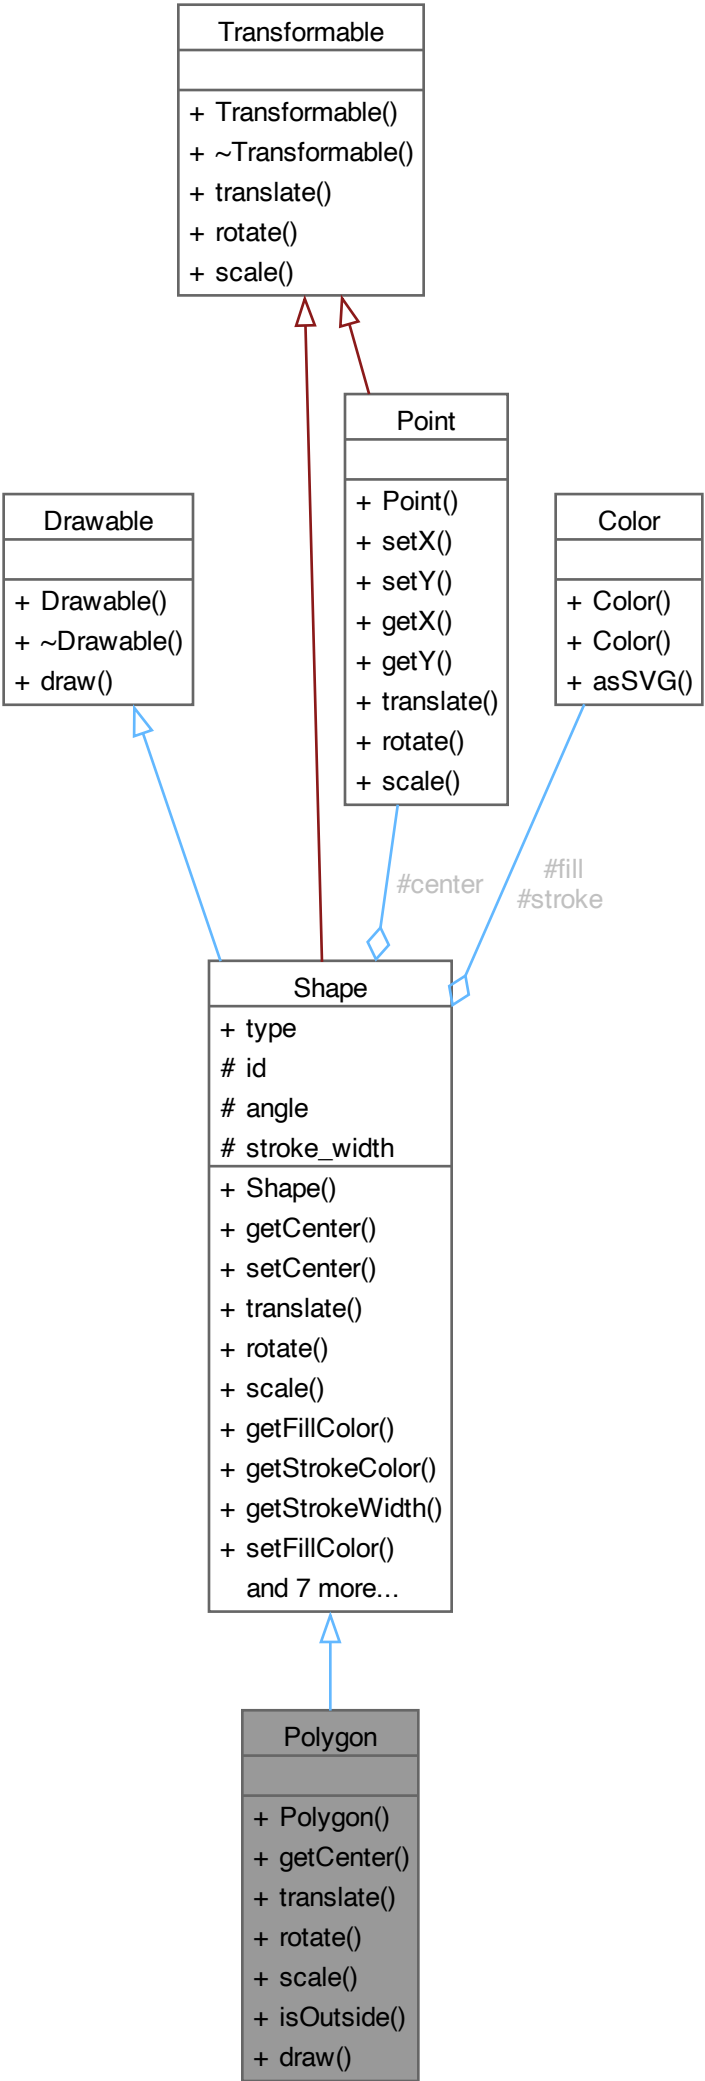 Transformable
+ Transformable()
+ ~Transformable()
+ translate()
+ rotate()
+ scale()
Point
+ Point()
+ setX()
+ setY()
+ getX()
+ getY()
+ translate()
+ rotate()
+ scale()
Drawable
+ Drawable()
+ ~Drawable()
+ draw()
Color
+ Color()
+ Color()
+ asSVG()
#center
#fill
#stroke
Shape
+ type
# id
# angle
# stroke_width
+ Shape()
+ getCenter()
+ setCenter()
+ translate()
+ rotate()
+ scale()
+ getFillColor()
+ getStrokeColor()
+ getStrokeWidth()
+ setFillColor()
and 7 more...
Polygon
+ Polygon()
+ getCenter()
+ translate()
+ rotate()
+ scale()
+ isOutside()
+ draw()